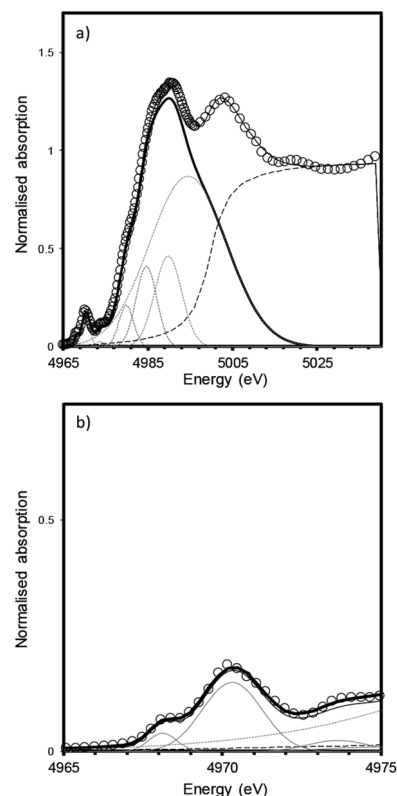 a)
1.5
1
0.5
0
Normalised absorption
4965 4985 5005 5025
Energy (eV)
b)
0.5
0
Normalised absorption
4965 4970 4975
Energy (eV)